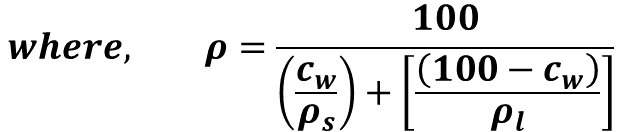 where, ρ = 100 / ((c_w / ρ_s) + [(100 − c_w) / ρ_l])